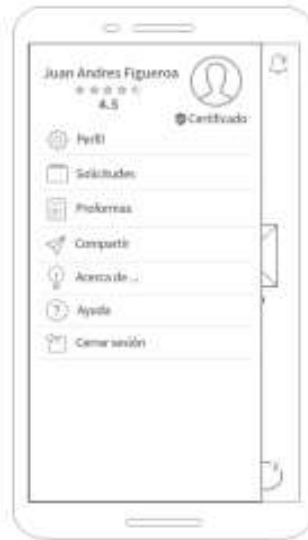 Juan Andres Figueroa
4.5
Certificado
Perfil
Solicitudes
Proformas
Compartir
Acerca de ...
Ayuda
Cerrar sesión